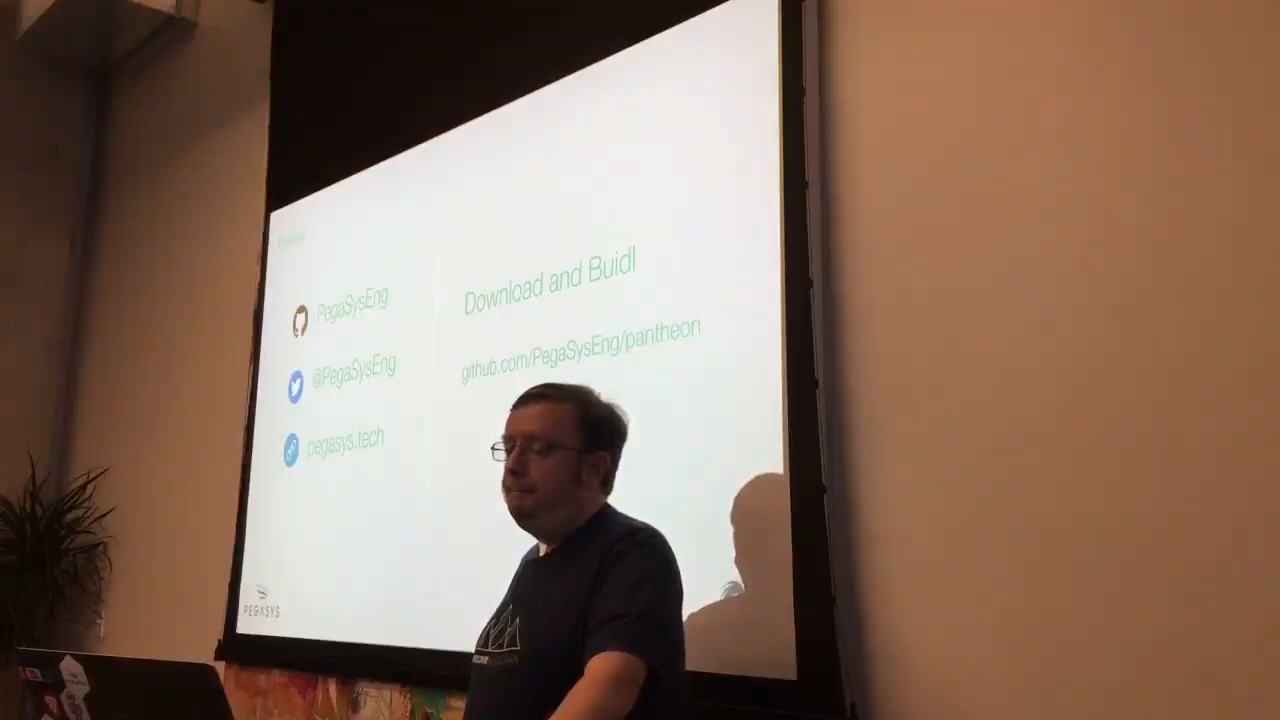 PegaSysEng
@PegaSysEng
pegasys.tech
Download and Buidl
github.com/PegaSysEng/pantheon
PEGASYS